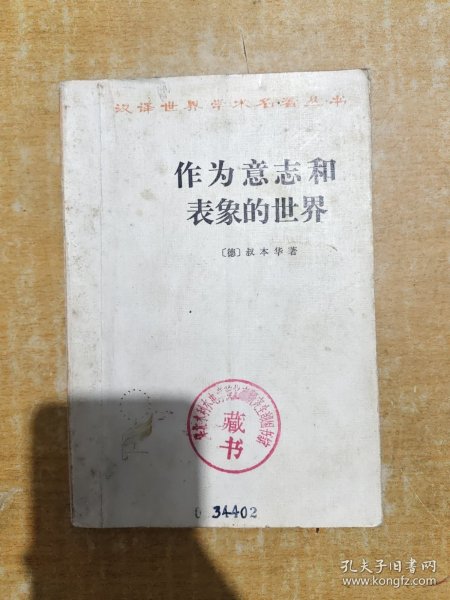 汉译世界学术名著丛书
作为意志和
表象的世界
〔德〕叔本华著
藏
书
0 34402
孔夫子旧书网
www.kongfz.com